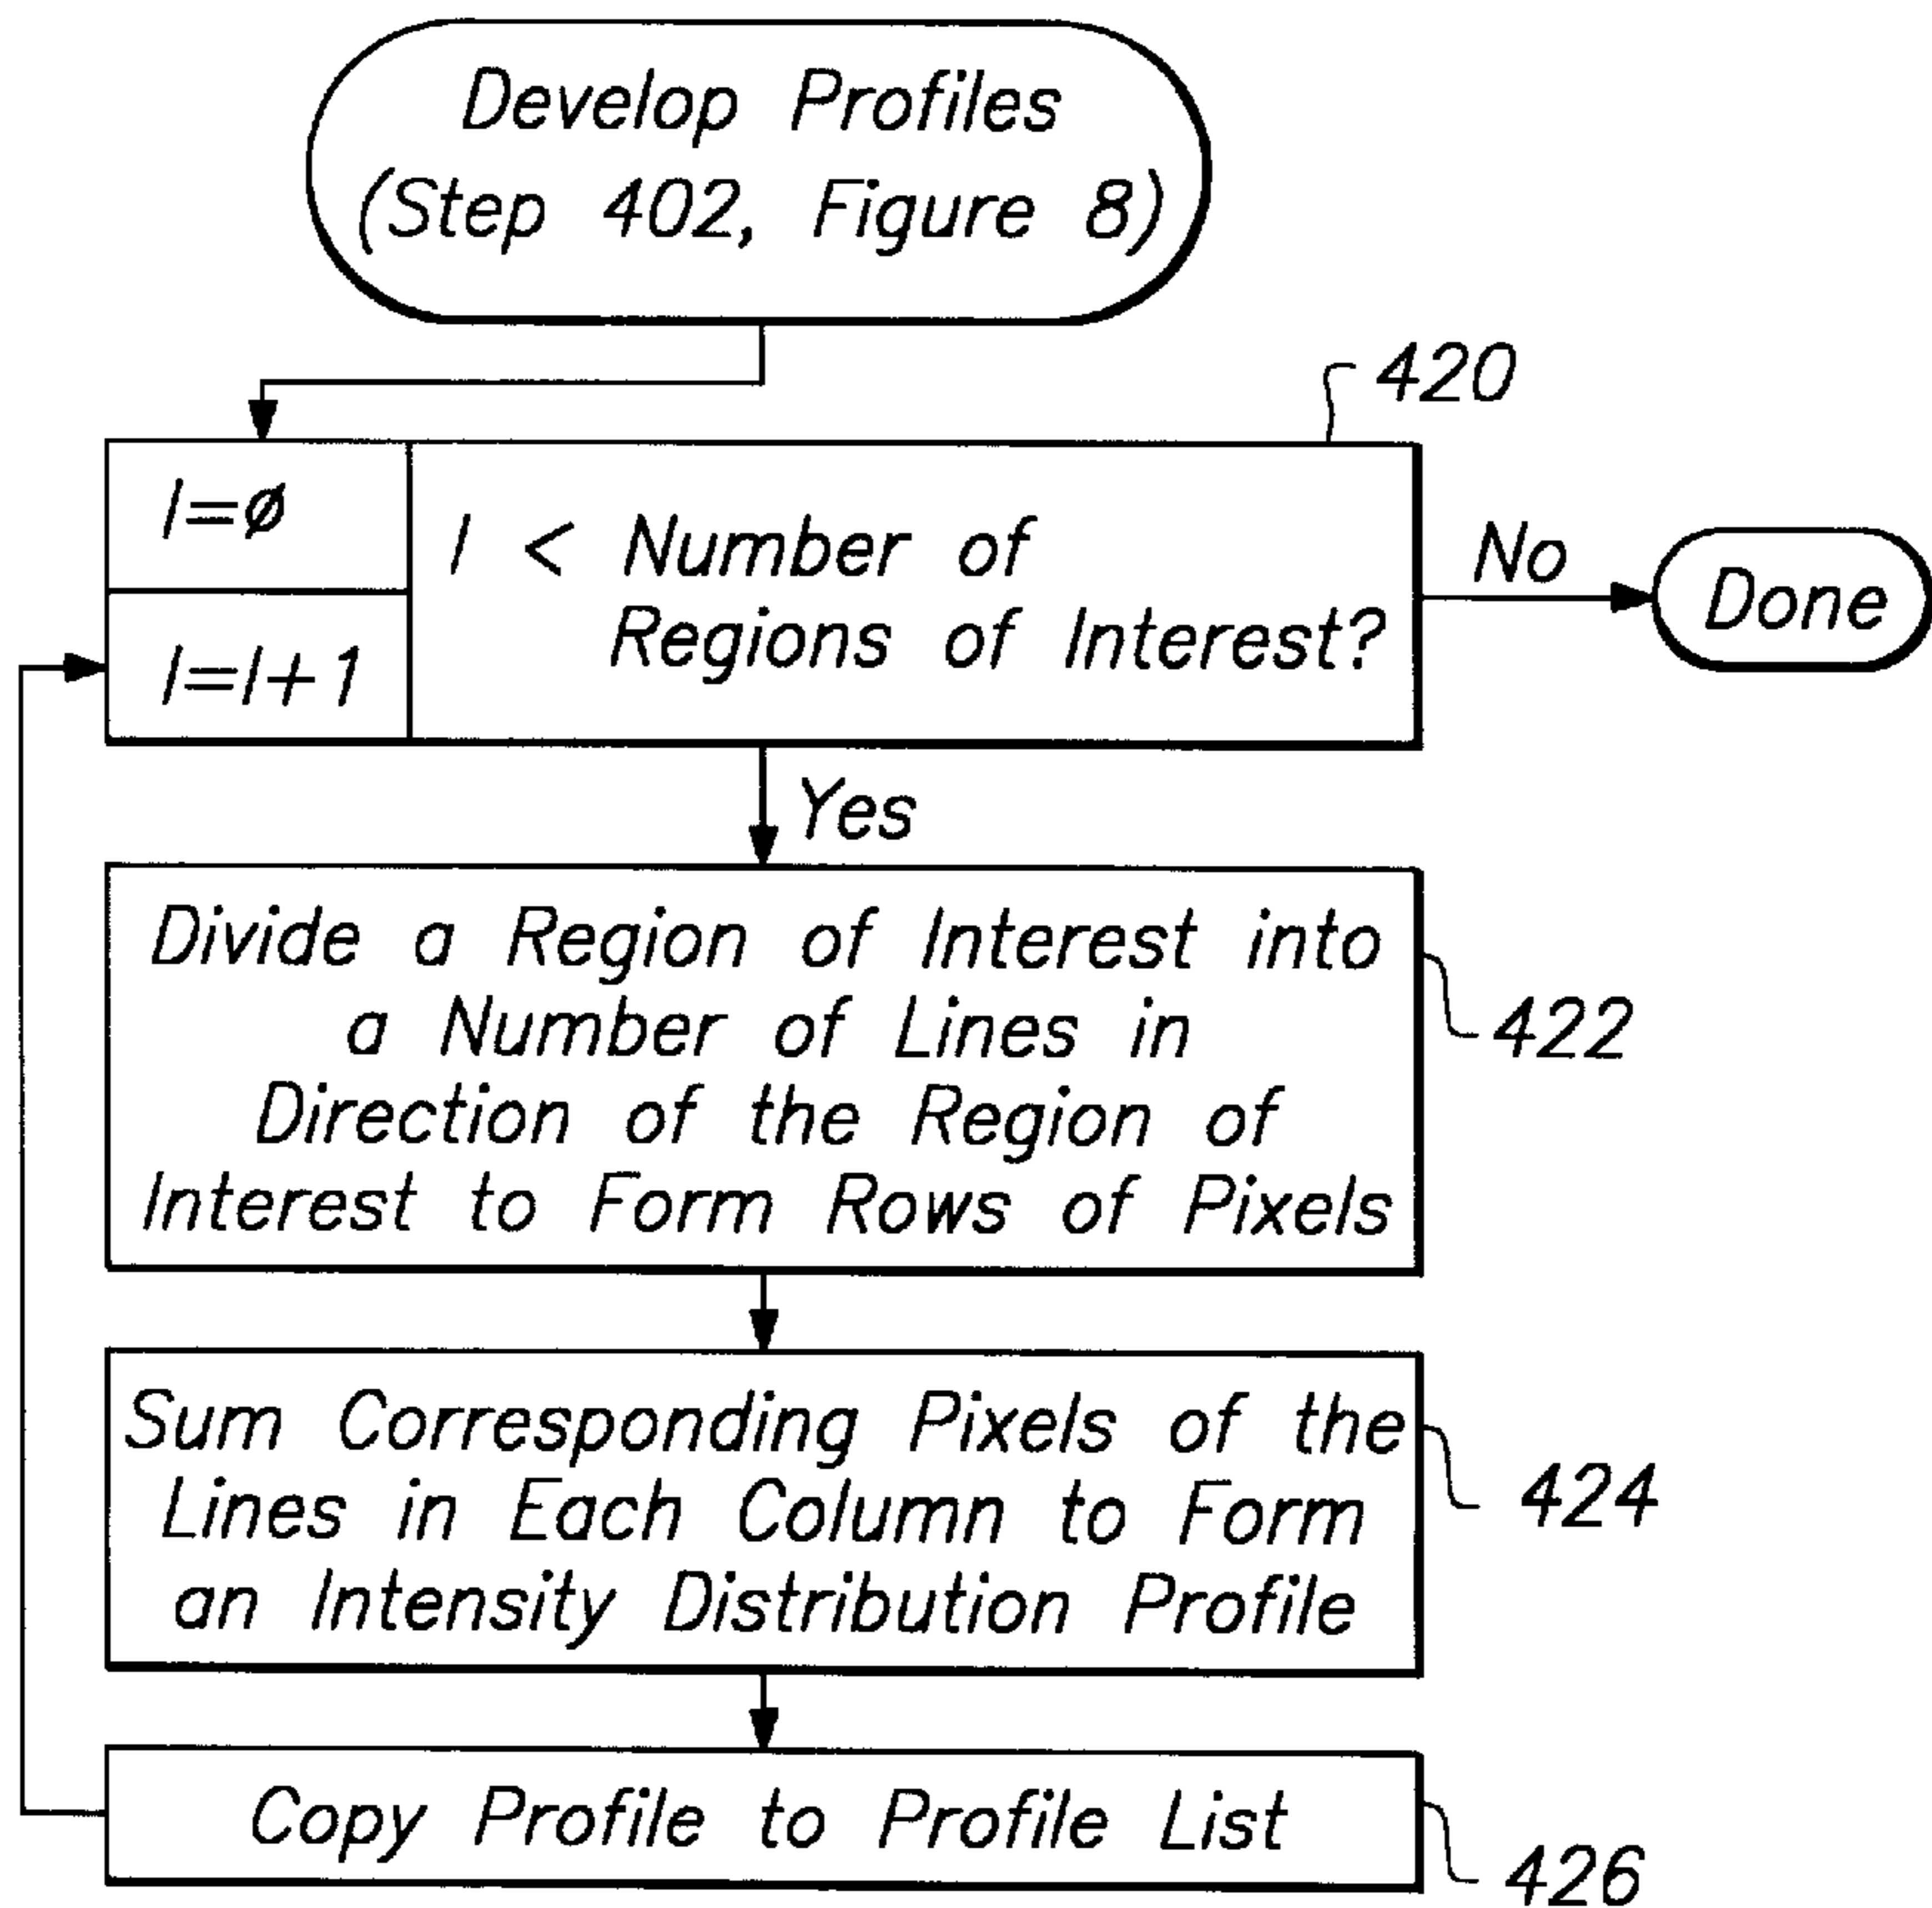 Develop Profiles
(Step 402, Figure 8)
420
I=ø
I < Number of
Regions of Interest?
No
Done
I=I+1
Yes
Divide a Region of Interest into
a Number of Lines in
Direction of the Region of
Interest to Form Rows of Pixels
422
Sum Corresponding Pixels of the
Lines in Each Column to Form
an Intensity Distribution Profile
424
Copy Profile to Profile List
426